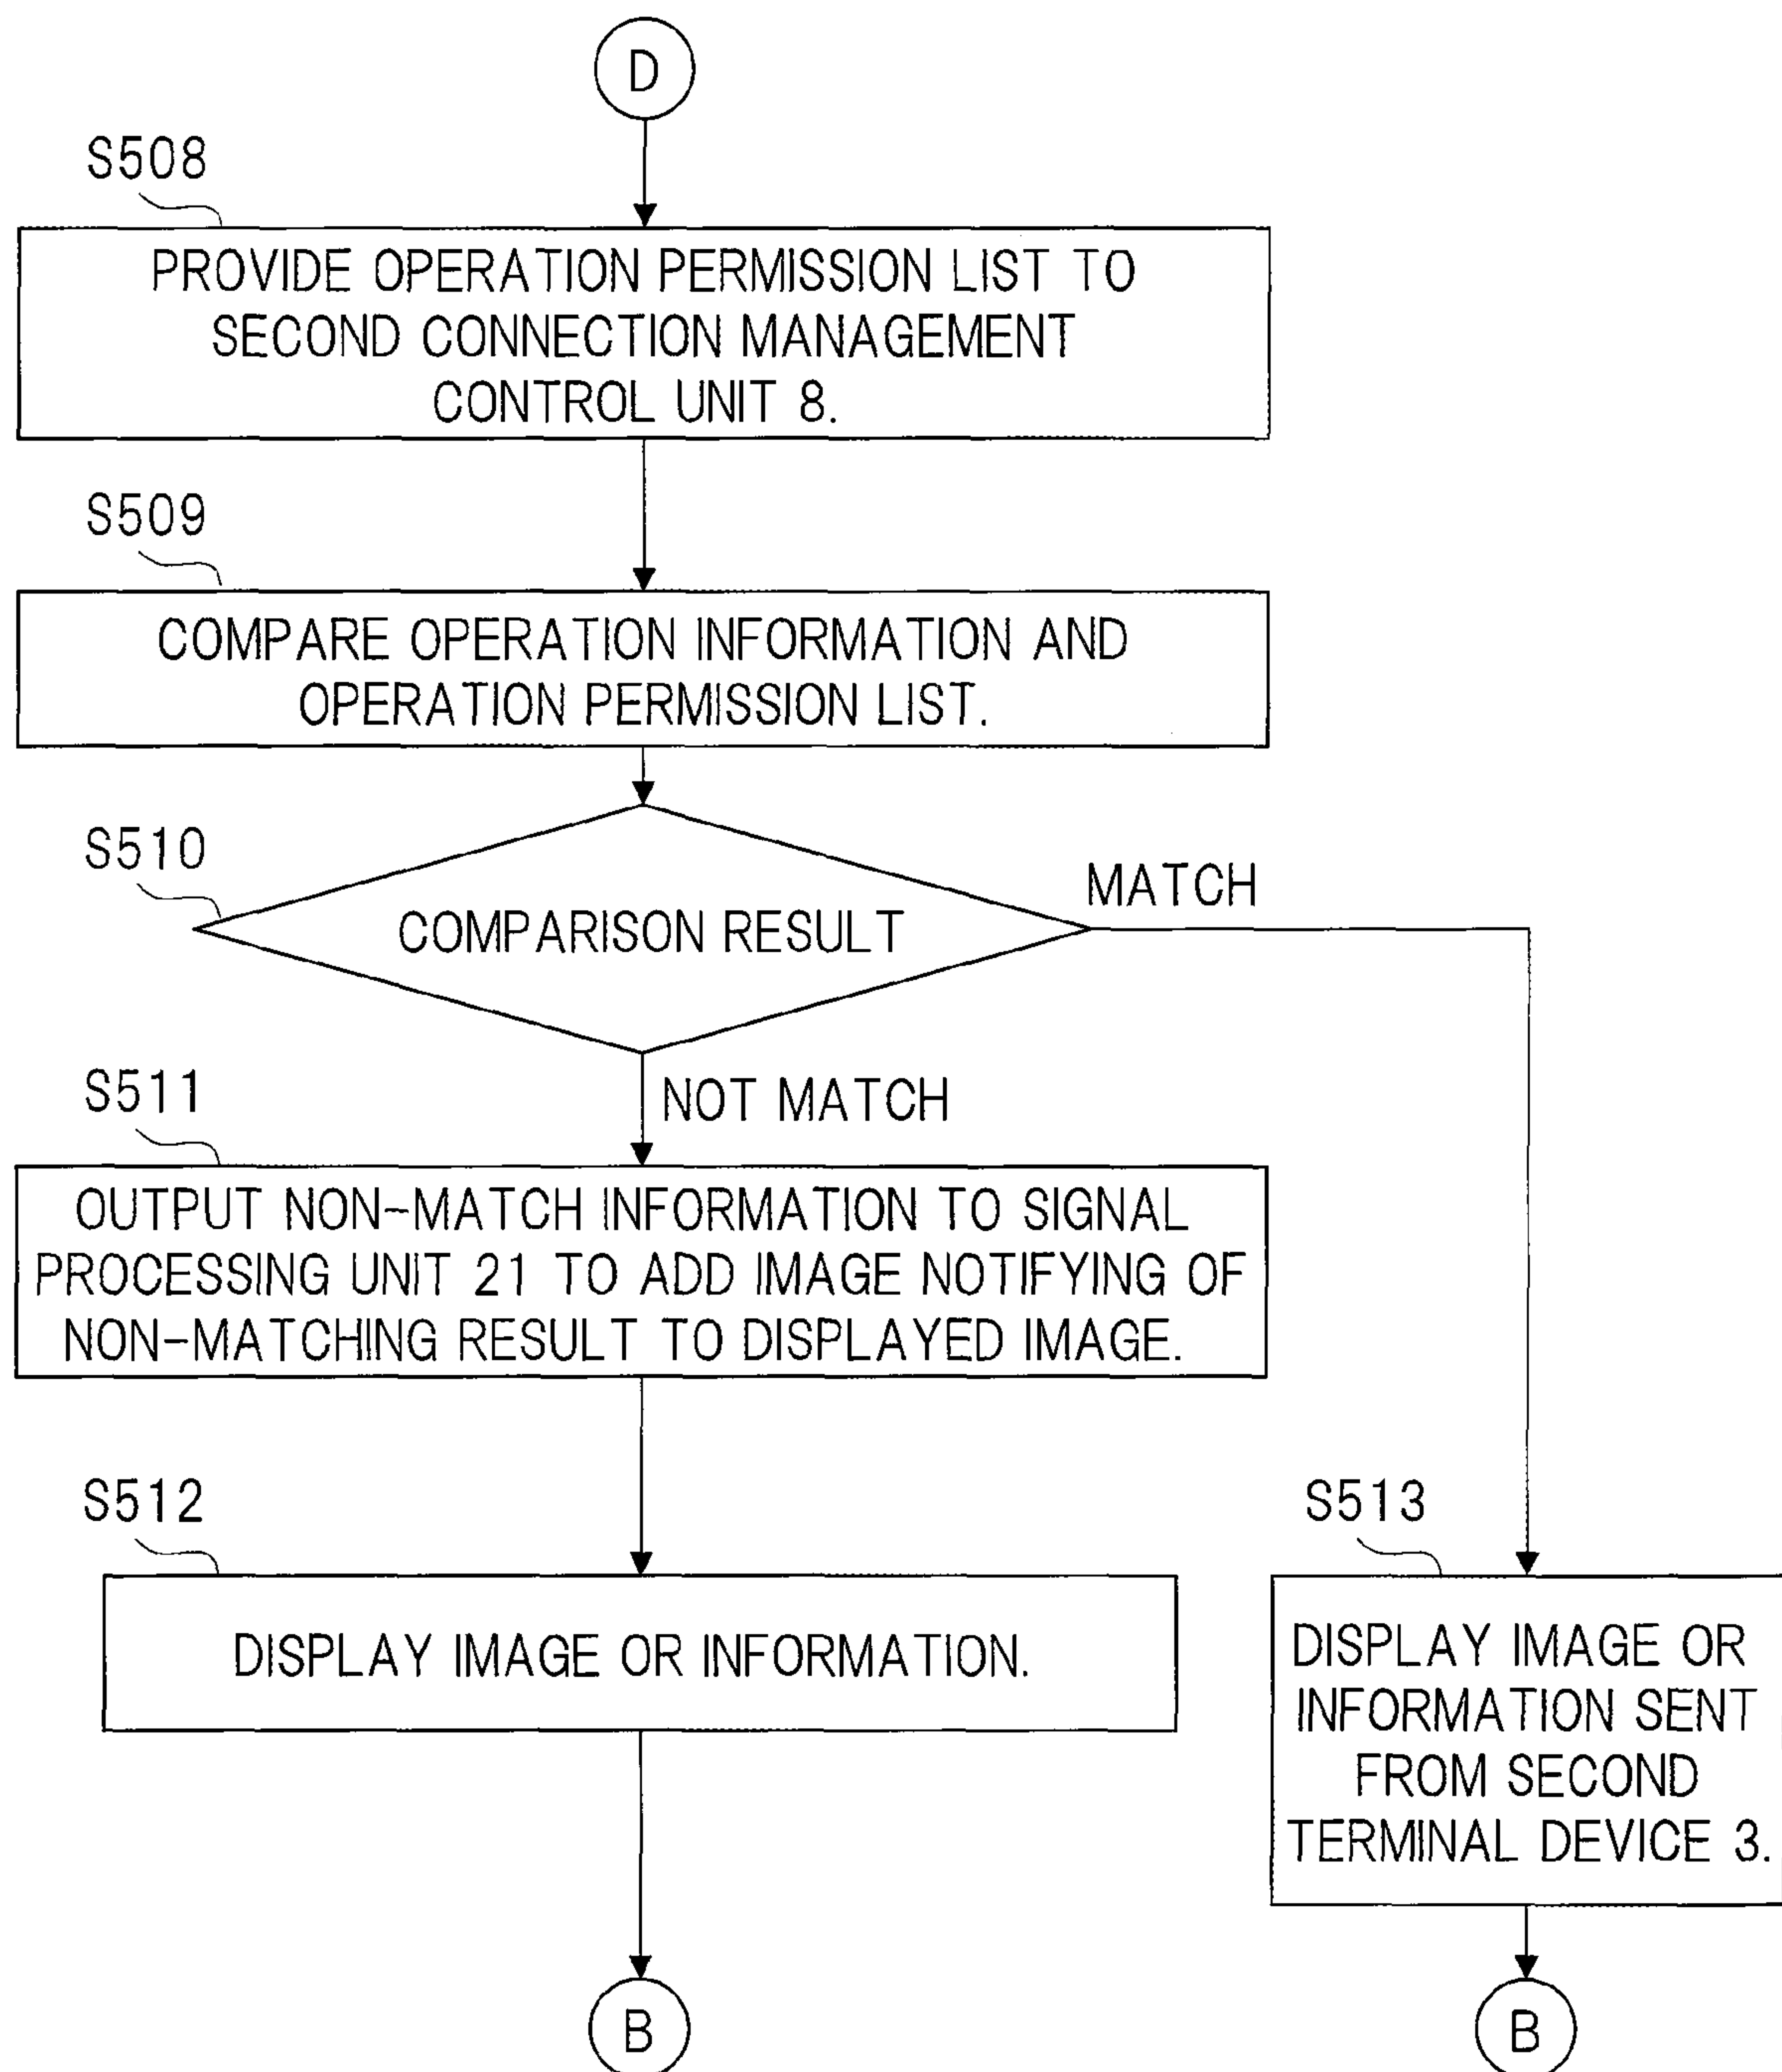 D
S508
PROVIDE OPERATION PERMISSION LIST TO
SECOND CONNECTION MANAGEMENT
CONTROL UNIT 8.
S509
COMPARE OPERATION INFORMATION AND
OPERATION PERMISSION LIST.
S510
COMPARISON RESULT
MATCH
NOT MATCH
S511
OUTPUT NON-MATCH INFORMATION TO SIGNAL
PROCESSING UNIT 21 TO ADD IMAGE NOTIFYING OF
NON-MATCHING RESULT TO DISPLAYED IMAGE.
S512
DISPLAY IMAGE OR INFORMATION.
S513
DISPLAY IMAGE OR
INFORMATION SENT
FROM SECOND
TERMINAL DEVICE 3.
B
B